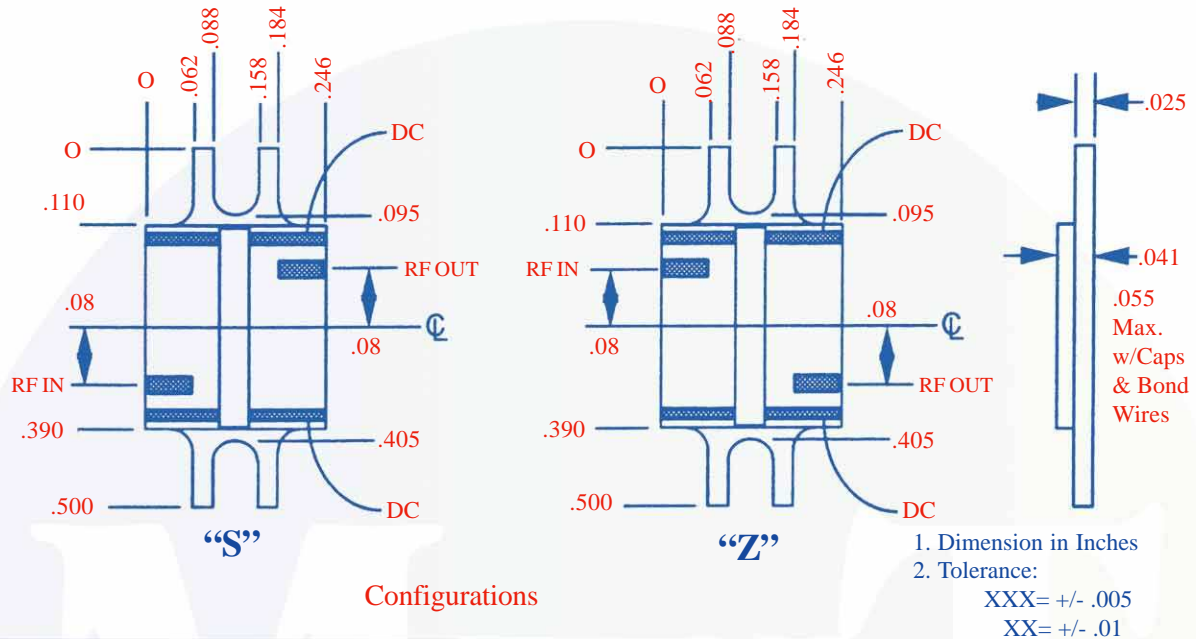 O
.062
.088
.158
.184
.246
O
.062
.088
.158
.184
.246
.025
O
DC
.110
.095
RF OUT
.08
.08
℄
RF IN
.390
.405
.500
DC
“S”
O
DC
.110
.095
RF IN
.08
.08
℄
RF OUT
.390
.405
.500
DC
“Z”
.041
.055
Max.
w/Caps
& Bond
Wires
Configurations
1. Dimension in Inches
2. Tolerance:
XXX= +/- .005
XX= +/- .01